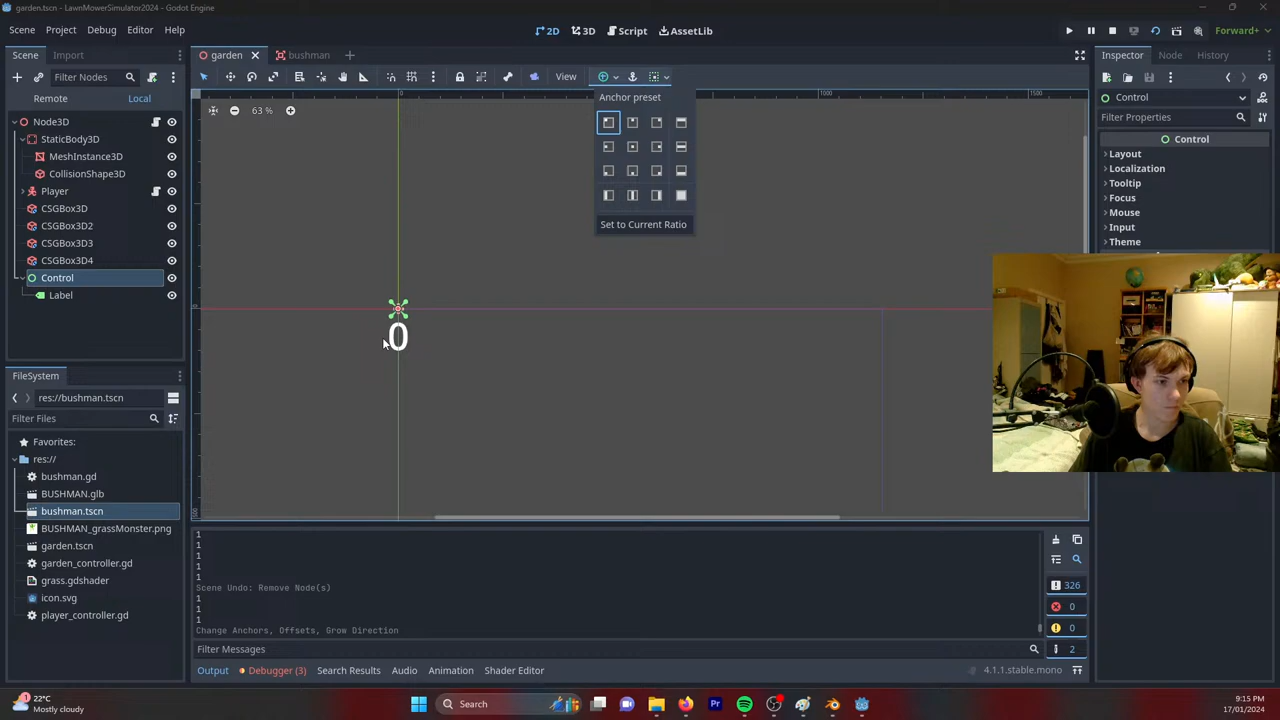 garden.tscn - LawnMowerSimulator2024 - Godot Engine
Scene Project Debug Editor Help
2D 3D Script AssetLib
Forward+
Scene Import
garden bushman
Inspector Node History
Filter Nodes
View
Remote Local
Anchor preset
Control
Filter Properties
63 %
0 1000 1500
Node3D
StaticBody3D
MeshInstance3D
CollisionShape3D
Player
CSGBox3D
CSGBox3D2
CSGBox3D3
CSGBox3D4
Control
Label
Set to Current Ratio
Control
Layout
Localization
Tooltip
Focus
Mouse
Input
Theme
0
FileSystem
res://bushman.tscn
Filter Files
Favorites:
res://
bushman.gd
BUSHMAN.glb
bushman.tscn
BUSHMAN_grassMonster.png
garden.tscn
garden_controller.gd
grass.gdshader
icon.svg
player_controller.gd
1
1
1
1
1
Scene Undo: Remove Node(s)
1
1
1
Change Anchors, Offsets, Grow Direction
326
0
0
2
Filter Messages
Output Debugger (3) Search Results Audio Animation Shader Editor
4.1.1.stable.mono
22°C
Mostly cloudy
Search
9:15 PM
17/01/2024